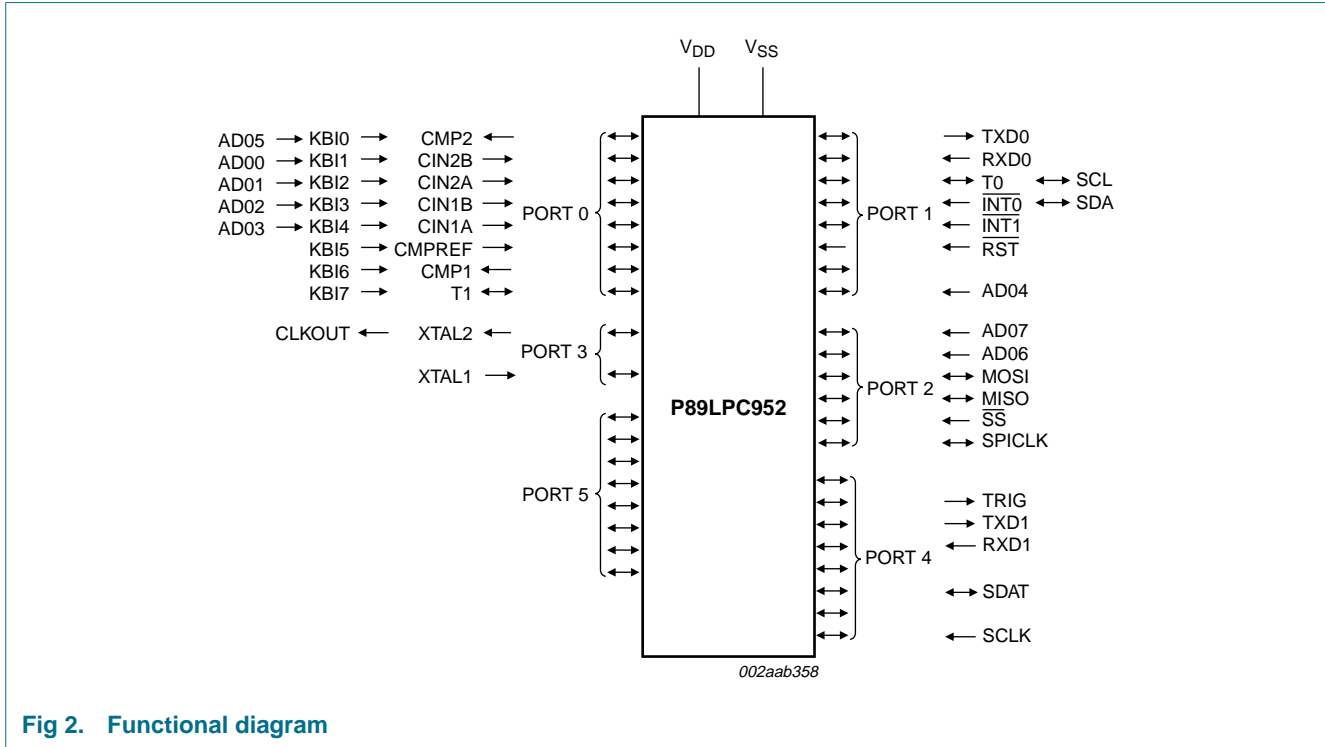 VDD VSS
AD05 KBI0 CMP2 TXD0
AD00 KBI1 CIN2B RXD0
AD01 KBI2 CIN2A T0 SCL
AD02 KBI3 CIN1B PORT 0 PORT 1 INT0 SDA
AD03 KBI4 CIN1A INT1
KBI5 CMPREF RST
KBI6 CMP1
KBI7 T1 AD04
CLKOUT XTAL2 PORT 3 AD07
AD06
XTAL1 MOSI
PORT 2
P89LPC952 MISO
SS
SPICLK
PORT 5 TRIG
TXD1
PORT 4 RXD1
SDAT
SCLK
002aab358
Fig 2. Functional diagram